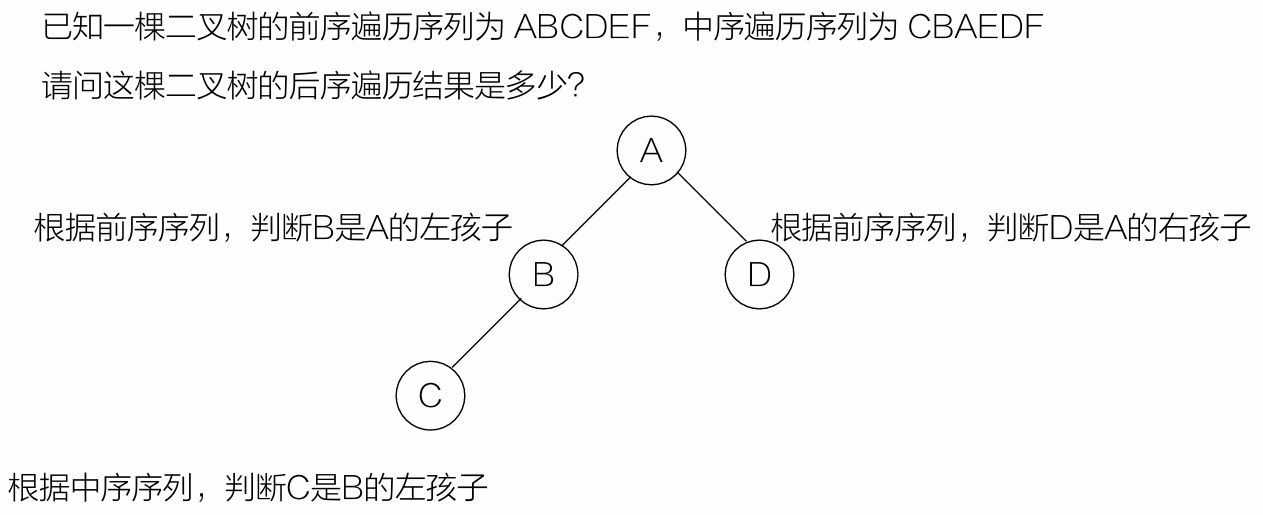 已知一棵二叉树的前序遍历序列为 ABCDEF，中序遍历序列为 CBAEDF
请问这棵二叉树的后序遍历结果是多少？
A
根据前序序列，判断B是A的左孩子
根据前序序列，判断D是A的右孩子
B
D
C
根据中序序列，判断C是B的左孩子